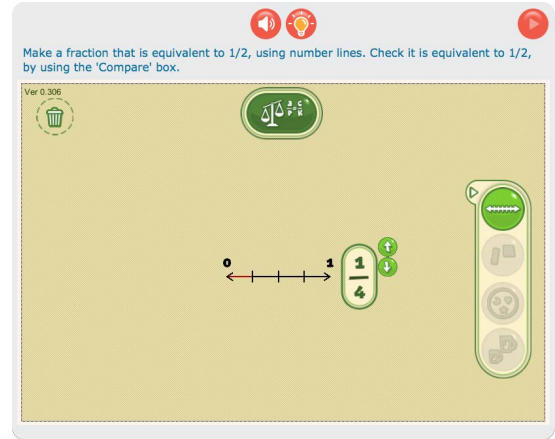 Make a fraction that is equivalent to 1/2, using number lines. Check it is equivalent to 1/2,
by using the 'Compare' box.
Ver 0.306
0
1
1
4